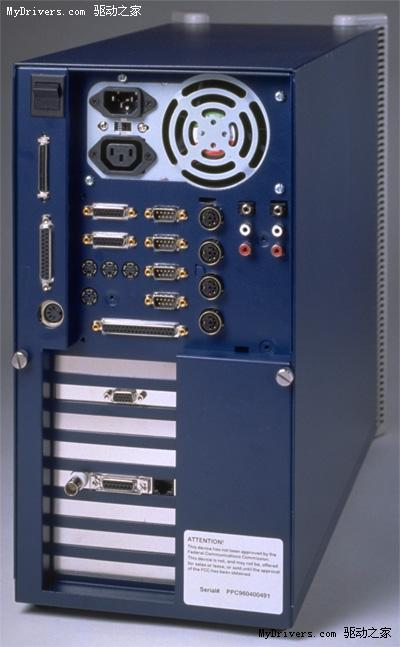 MyDrivers.com 驱动之家
ATTENTION!
This device has not been approved by the
Federal Communications Commission.
This device is not, and may not be, offered
for sales or lease, or sold until the approval
of the FCC has been obtained.
Serial# PPC960400491
MyDrivers.com 驱动之家